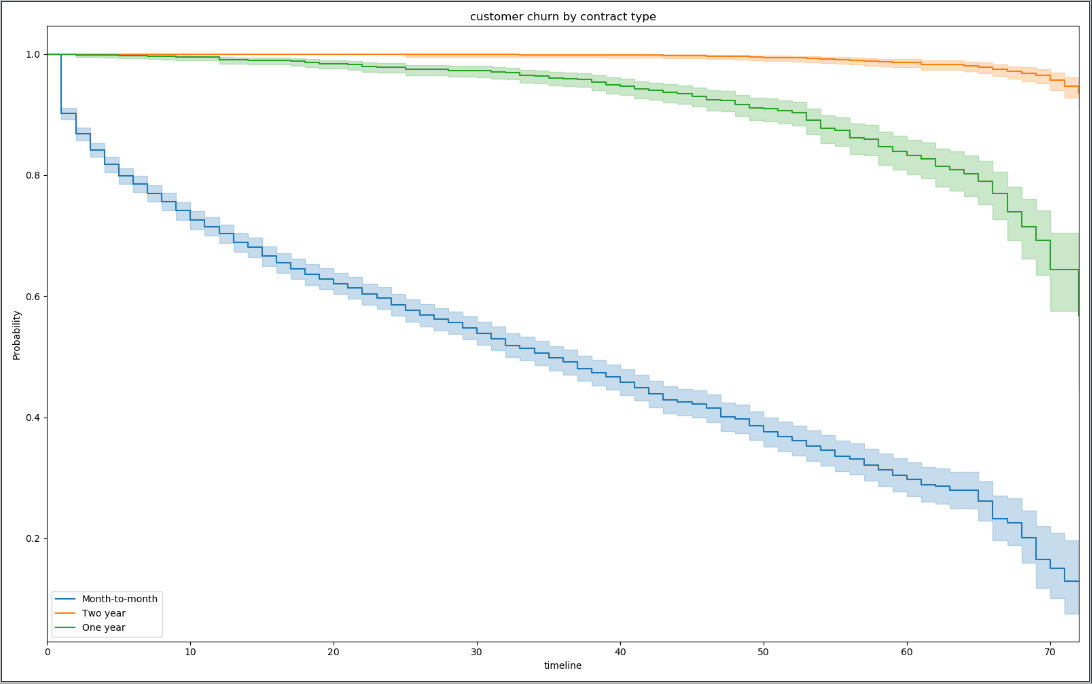 customer churn by contract type
Probability
1.0
0.8
0.6
0.4
0.2
Month-to-month
Two year
One year
0 10 20 30 40 50 60 70
timeline